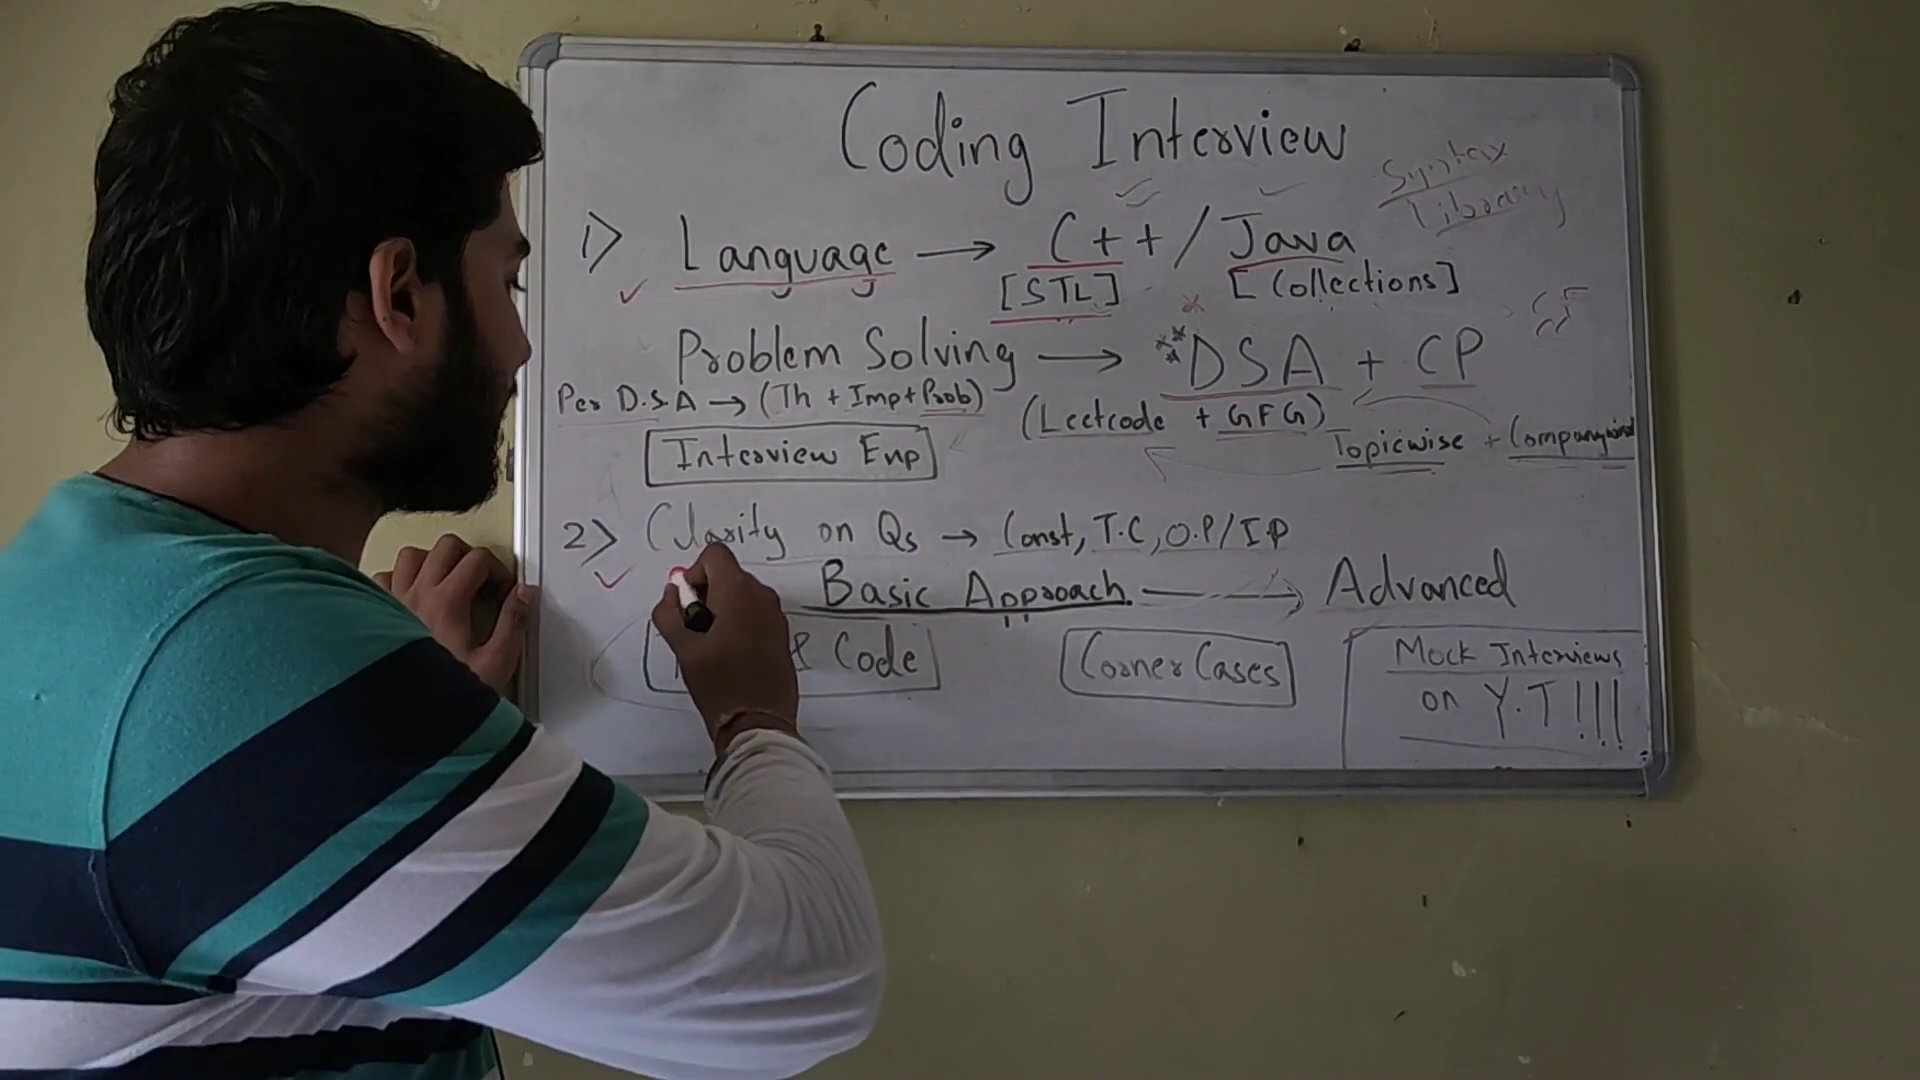 Coding Interview
Syntax
Library
1) Language → C++ / Java
[STL] [Collections]
Problem Solving → ***DSA + CP
Per D.S.A → (Th + Imp + Prob) (Leetcode + GFG) Topicwise +
Interview Exp
2) Clarity on Qs → Const, T.C, O.P/I.P
Basic Approach → Advanced
& Code Corner Cases Mock Interviews
on Y.T!!!